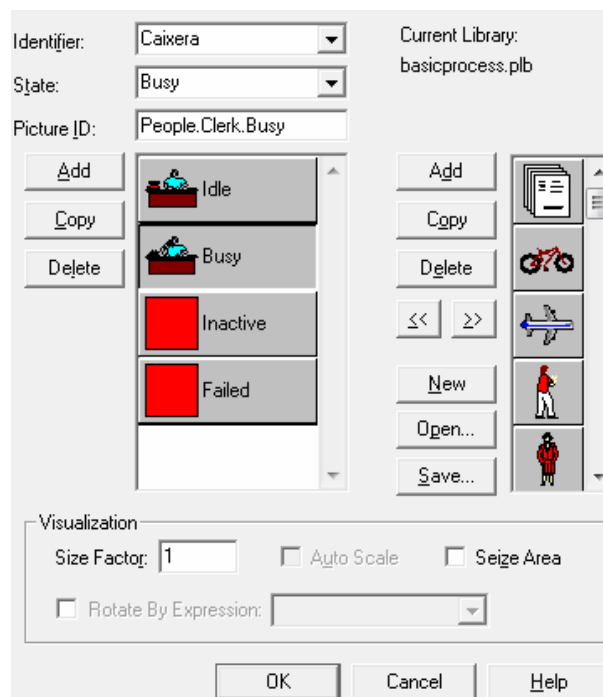 Identifier: Caixera
Current Library:
basicprocess.plb
State: Busy
Picture ID: People.Clerk.Busy
Add
Copy
Delete
Idle
Busy
Inactive
Failed
Add
Copy
Delete
<< >>
New
Open...
Save...
Visualization
Size Factor: 1
Auto Scale
Seize Area
Rotate By Expression:
OK Cancel Help